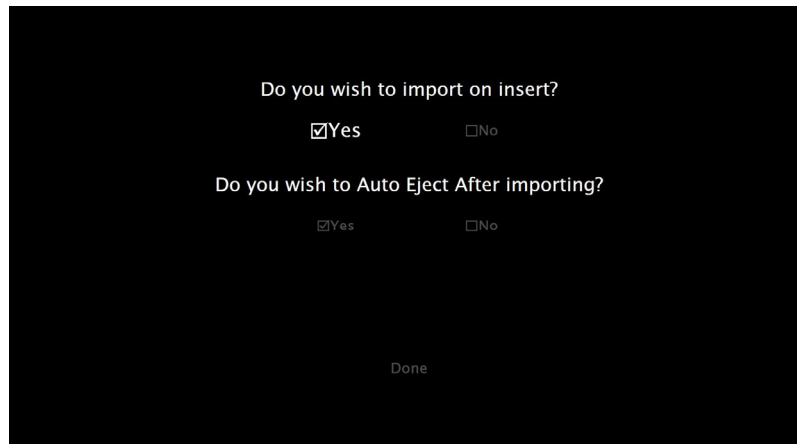 Do you wish to import on insert?
☑Yes ☐No
Do you wish to Auto Eject After importing?
☑Yes ☐No
Done